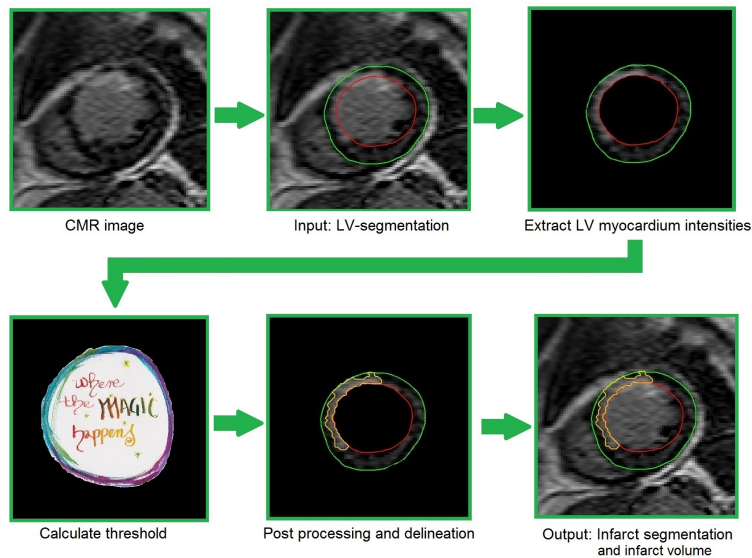 CMR image
Input: LV-segmentation
Extract LV myocardium intensities
where
the MAGIC
happens
Calculate threshold
Post processing and delineation
Output: Infarct segmentation
and infarct volume